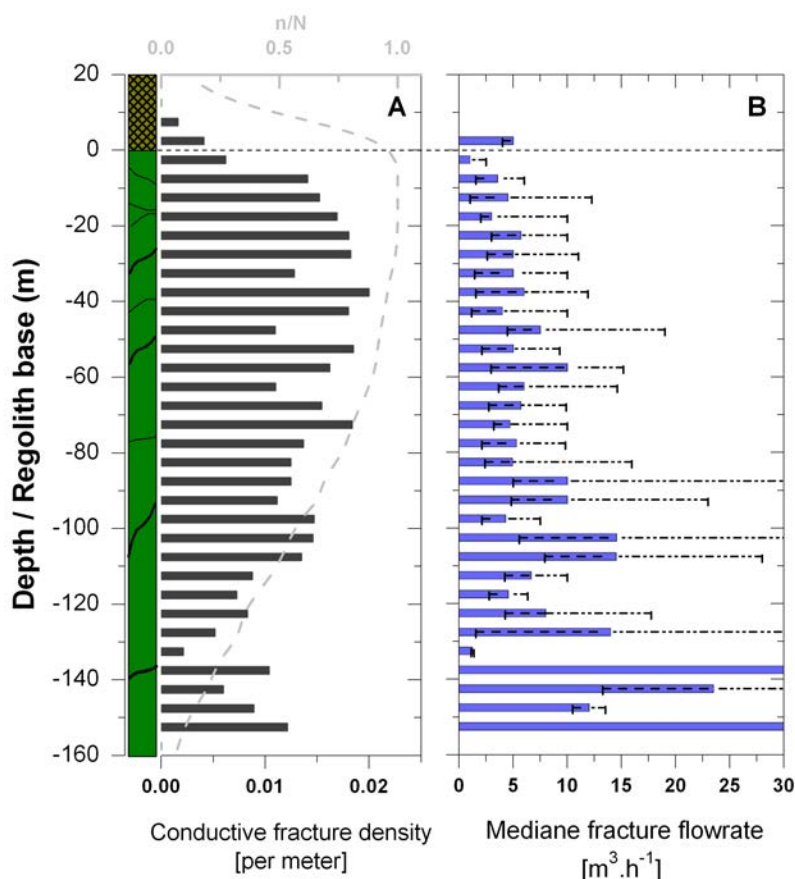 n/N
0.0 0.5 1.0
A B
20
0
-20
-40
-60
-80
-100
-120
-140
-160
Depth / Regolith base (m)
0.00 0.01 0.02
0 5 10 15 20 25 30
Conductive fracture density
[per meter]
Mediane fracture flowrate
[m³.h⁻¹]